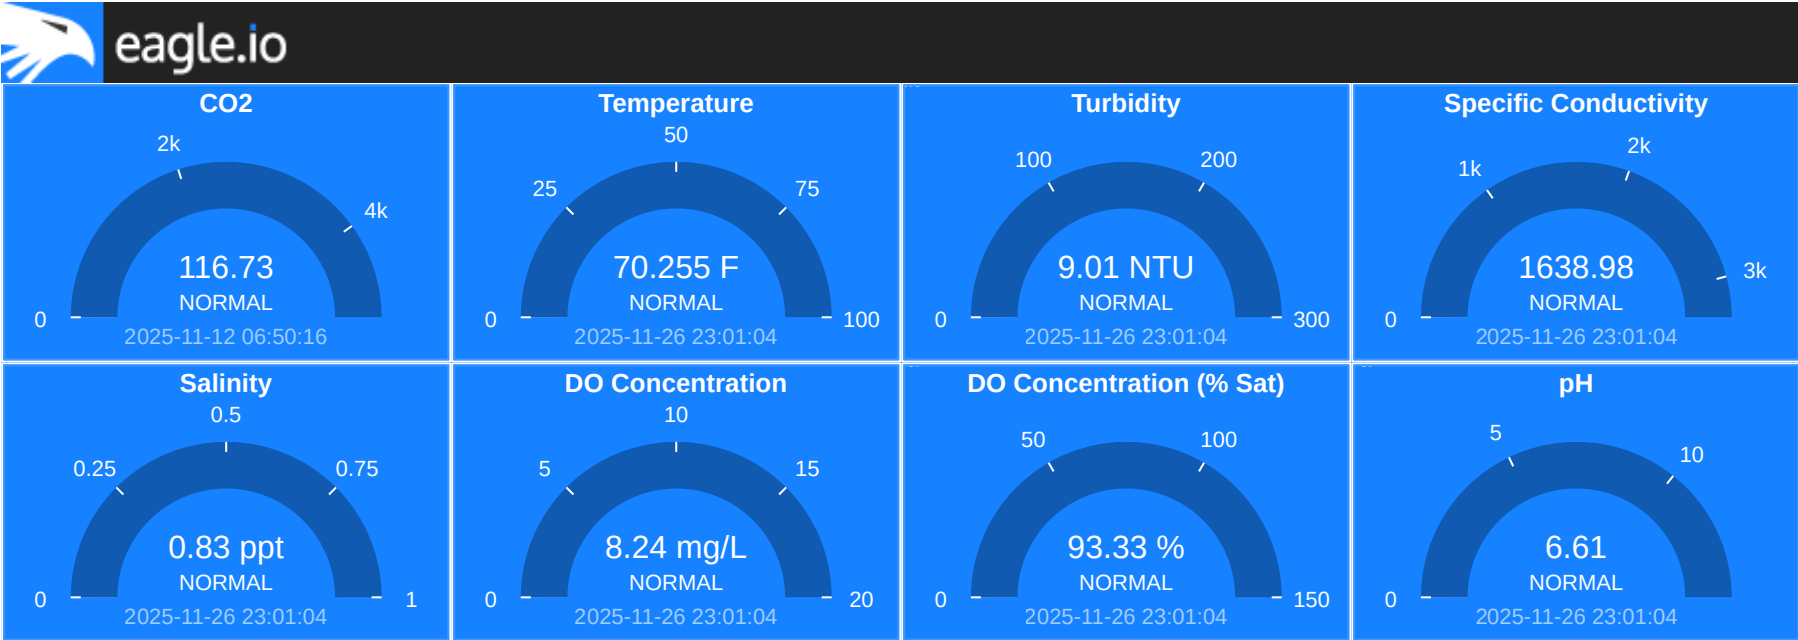 eagle.io
CO2
2k
4k
116.73
NORMAL
0
2025-11-12 06:50:16
Temperature
50
25
75
70.255 F
NORMAL
0
100
2025-11-26 23:01:04
Turbidity
100
200
9.01 NTU
NORMAL
0
300
2025-11-26 23:01:04
Specific Conductivity
2k
1k
3k
1638.98
NORMAL
0
2025-11-26 23:01:04
Salinity
0.5
0.25
0.75
0.83 ppt
NORMAL
0
1
2025-11-26 23:01:04
DO Concentration
10
5
15
8.24 mg/L
NORMAL
0
20
2025-11-26 23:01:04
DO Concentration (% Sat)
50
100
93.33 %
NORMAL
0
150
2025-11-26 23:01:04
pH
5
10
6.61
NORMAL
0
2025-11-26 23:01:04